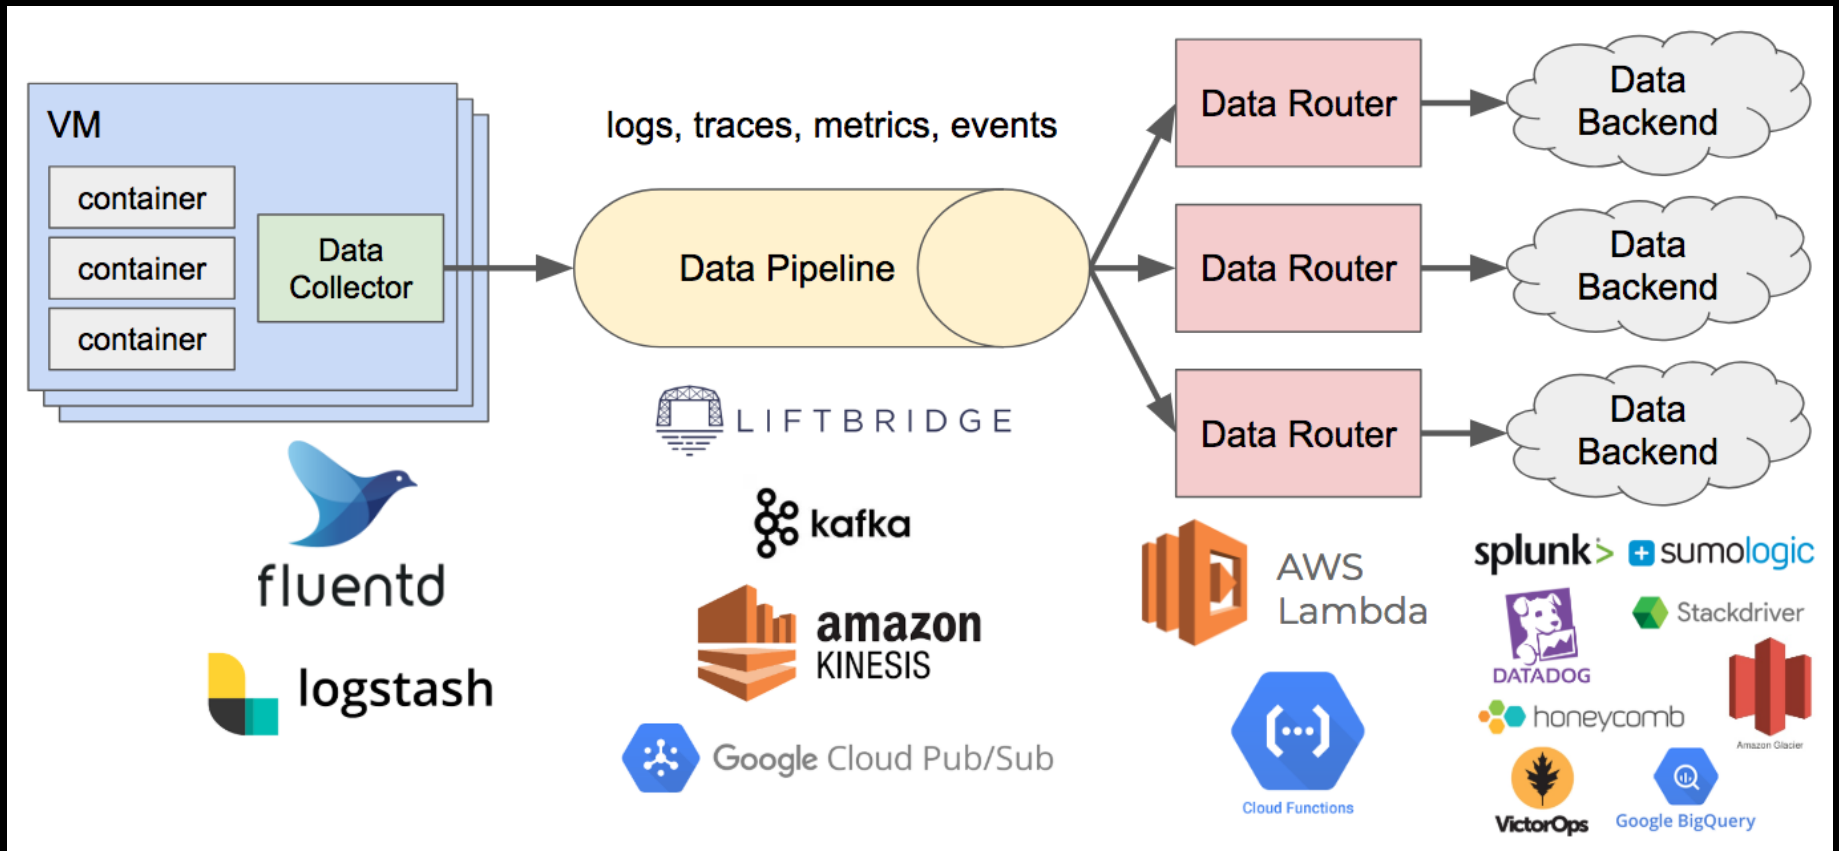 VM
container
container
container
Data
Collector
logs, traces, metrics, events
Data Pipeline
Data Router
Data Router
Data Router
Data
Backend
Data
Backend
Data
Backend
fluentd
logstash
LIFTBRIDGE
kafka
amazon
KINESIS
Google Cloud Pub/Sub
AWS
Lambda
Cloud Functions
splunk>
sumologic
DATADOG
Stackdriver
honeycomb
Amazon Glacier
VictorOps
Google BigQuery